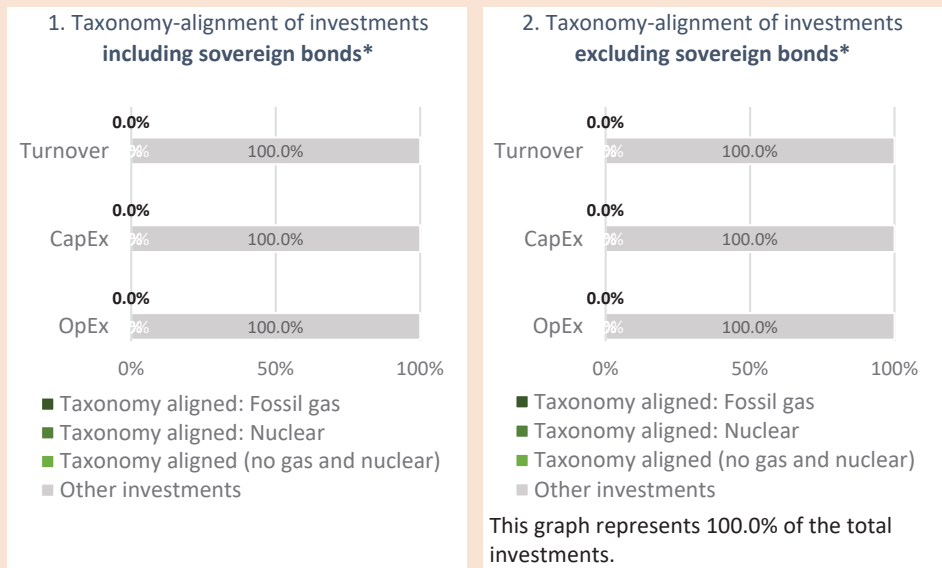 1. Taxonomy-alignment of investments
including sovereign bonds*
0.0%
Turnover 100.0%
0.0%
CapEx 100.0%
0.0%
OpEx 100.0%
0% 50% 100%
Taxonomy aligned: Fossil gas
Taxonomy aligned: Nuclear
Taxonomy aligned (no gas and nuclear)
Other investments
2. Taxonomy-alignment of investments
excluding sovereign bonds*
0.0%
Turnover 100.0%
0.0%
CapEx 100.0%
0.0%
OpEx 100.0%
0% 50% 100%
Taxonomy aligned: Fossil gas
Taxonomy aligned: Nuclear
Taxonomy aligned (no gas and nuclear)
Other investments
This graph represents 100.0% of the total
investments.